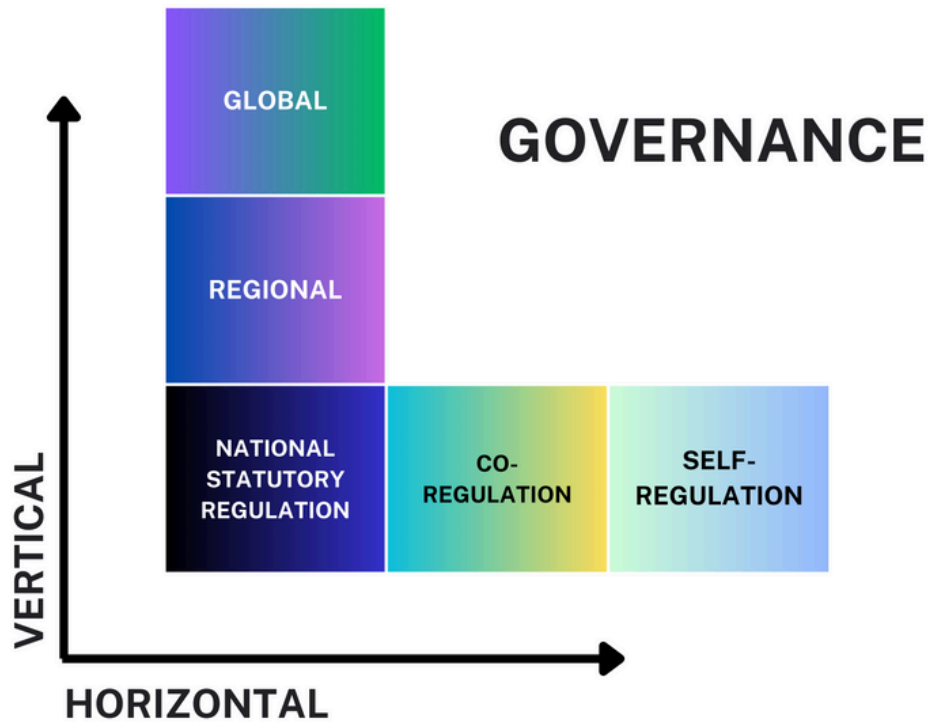 GOVERNANCE
GLOBAL
REGIONAL
NATIONAL
STATUTORY
REGULATION
CO-
REGULATION
SELF-
REGULATION
VERTICAL
HORIZONTAL